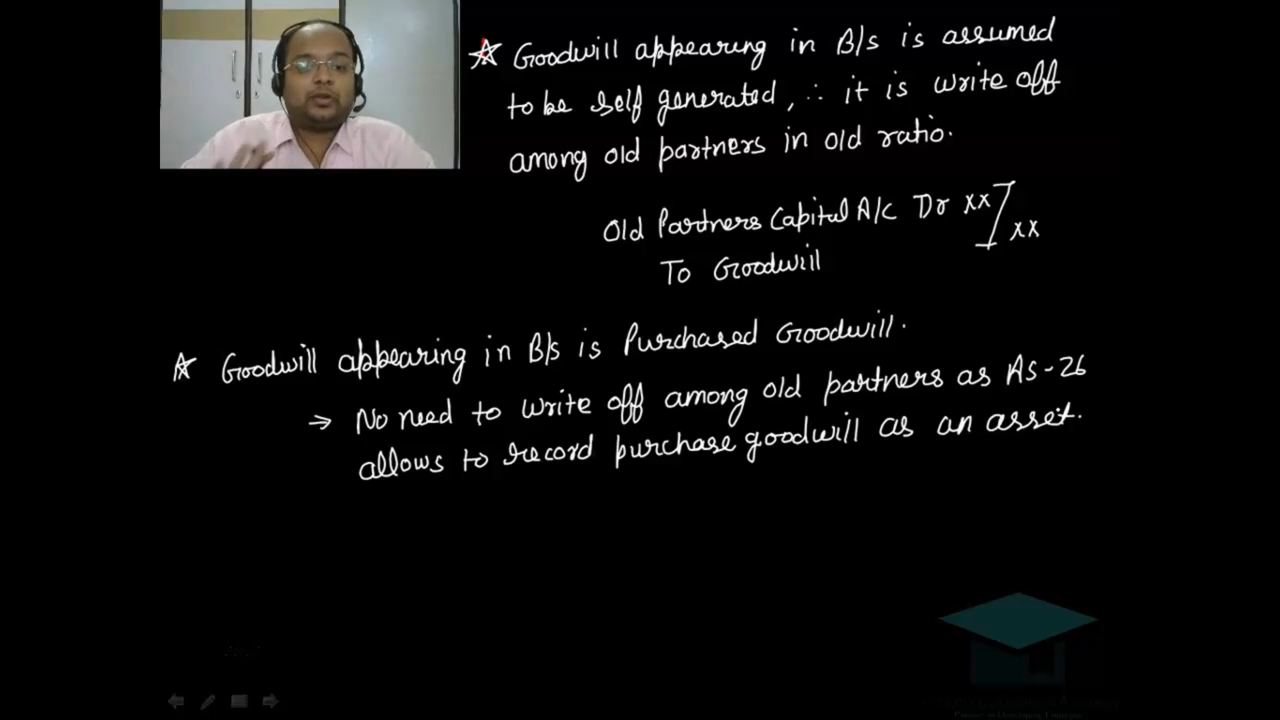 Goodwill appearing in B/s is assumed
to be self generated, ∴ it is write off
among old partners in old ratio.
Old Partners Capital A/c Dr xx
To Goodwill xx
Goodwill appearing in B/s is Purchased Goodwill.
→ No need to write off among old partners as AS-26
allows to record purchase goodwill as an asset.